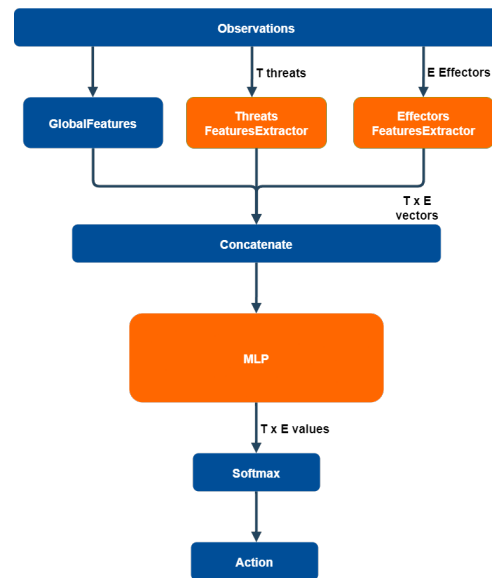 Observations
T threats
E Effectors
GlobalFeatures
Threats
FeaturesExtractor
Effectors
FeaturesExtractor
T x E
vectors
Concatenate
MLP
T x E values
Softmax
Action